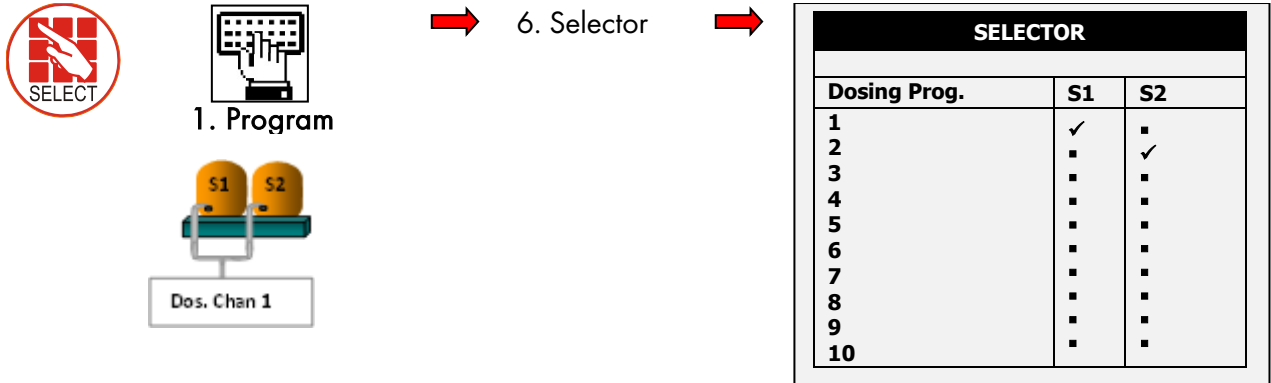 SELECT
1. Program
6. Selector
S1 S2
Dos. Chan 1
SELECTOR
Dosing Prog. S1 S2
1 ✓ ▪
2 ▪ ✓
3 ▪ ▪
4 ▪ ▪
5 ▪ ▪
6 ▪ ▪
7 ▪ ▪
8 ▪ ▪
9 ▪ ▪
10 ▪ ▪